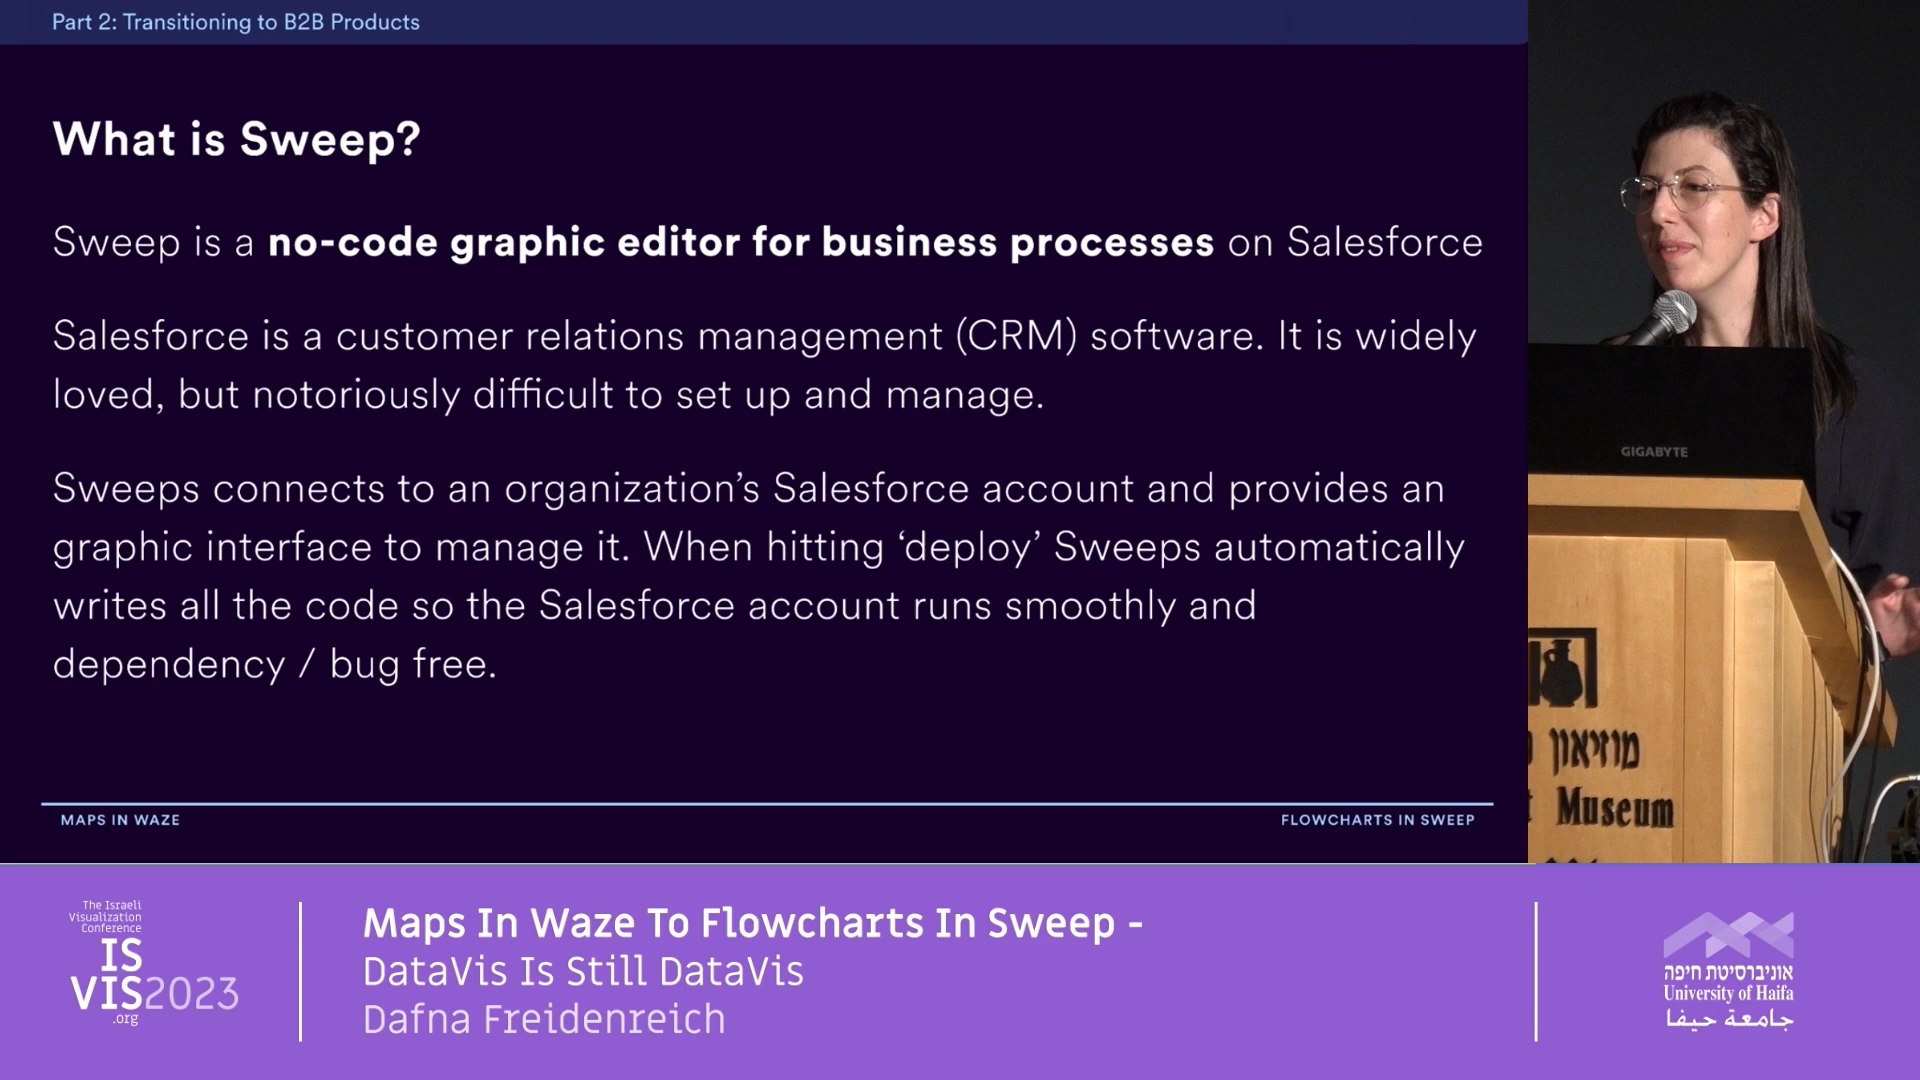 Part 2: Transitioning to B2B Products
What is Sweep?
Sweep is a no-code graphic editor for business processes on Salesforce
Salesforce is a customer relations management (CRM) software. It is widely
loved, but notoriously difficult to set up and manage.
Sweeps connects to an organization’s Salesforce account and provides an
graphic interface to manage it. When hitting ‘deploy’ Sweeps automatically
writes all the code so the Salesforce account runs smoothly and
dependency / bug free.
MAPS IN WAZE
FLOWCHARTS IN SWEEP
GIGABYTE
מוזיאון
Museum
The Israeli
Visualization
Conference
IS
VIS2023
.org
Maps In Waze To Flowcharts In Sweep -
DataVis Is Still DataVis
Dafna Freidenreich
אוניברסיטת חיפה
University of Haifa
جامعة حيفا